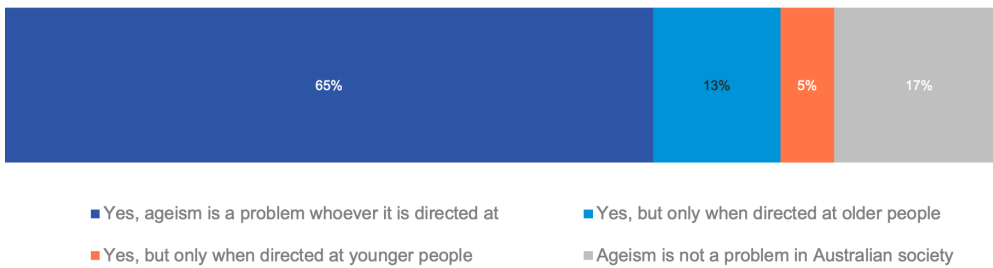 65%
13%
5%
17%
Yes, ageism is a problem whoever it is directed at
Yes, but only when directed at older people
Yes, but only when directed at younger people
Ageism is not a problem in Australian society